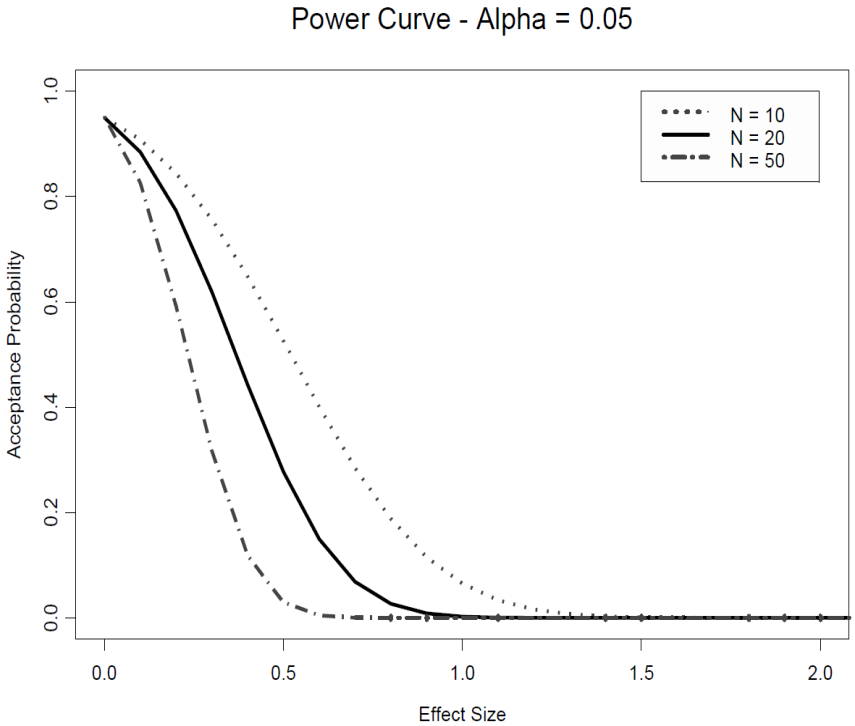 Power Curve - Alpha = 0.05
N = 10
N = 20
N = 50
Acceptance Probability
1.0
0.8
0.6
0.4
0.2
0.0
0.0 0.5 1.0 1.5 2.0
Effect Size